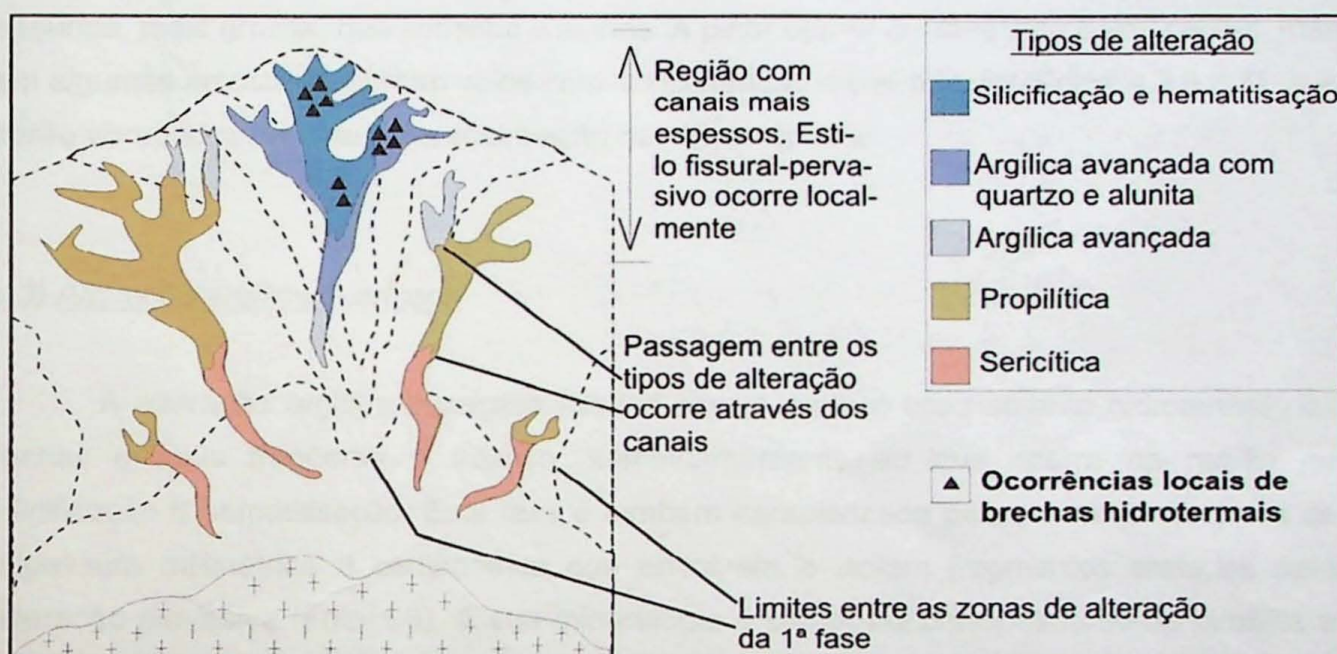 Região com
canais mais
espessos. Esti-
lo fissural-perva-
sivo ocorre local-
mente
Passagem entre os
tipos de alteração
ocorre através dos
canais
Limites entre as zonas de alteração
da 1ª fase
Tipos de alteração
Silicificação e hematitisação
Argílica avançada com
quartzo e alunita
Argílica avançada
Propilítica
Sericítica
Ocorrências locais de
brechas hidrotermais